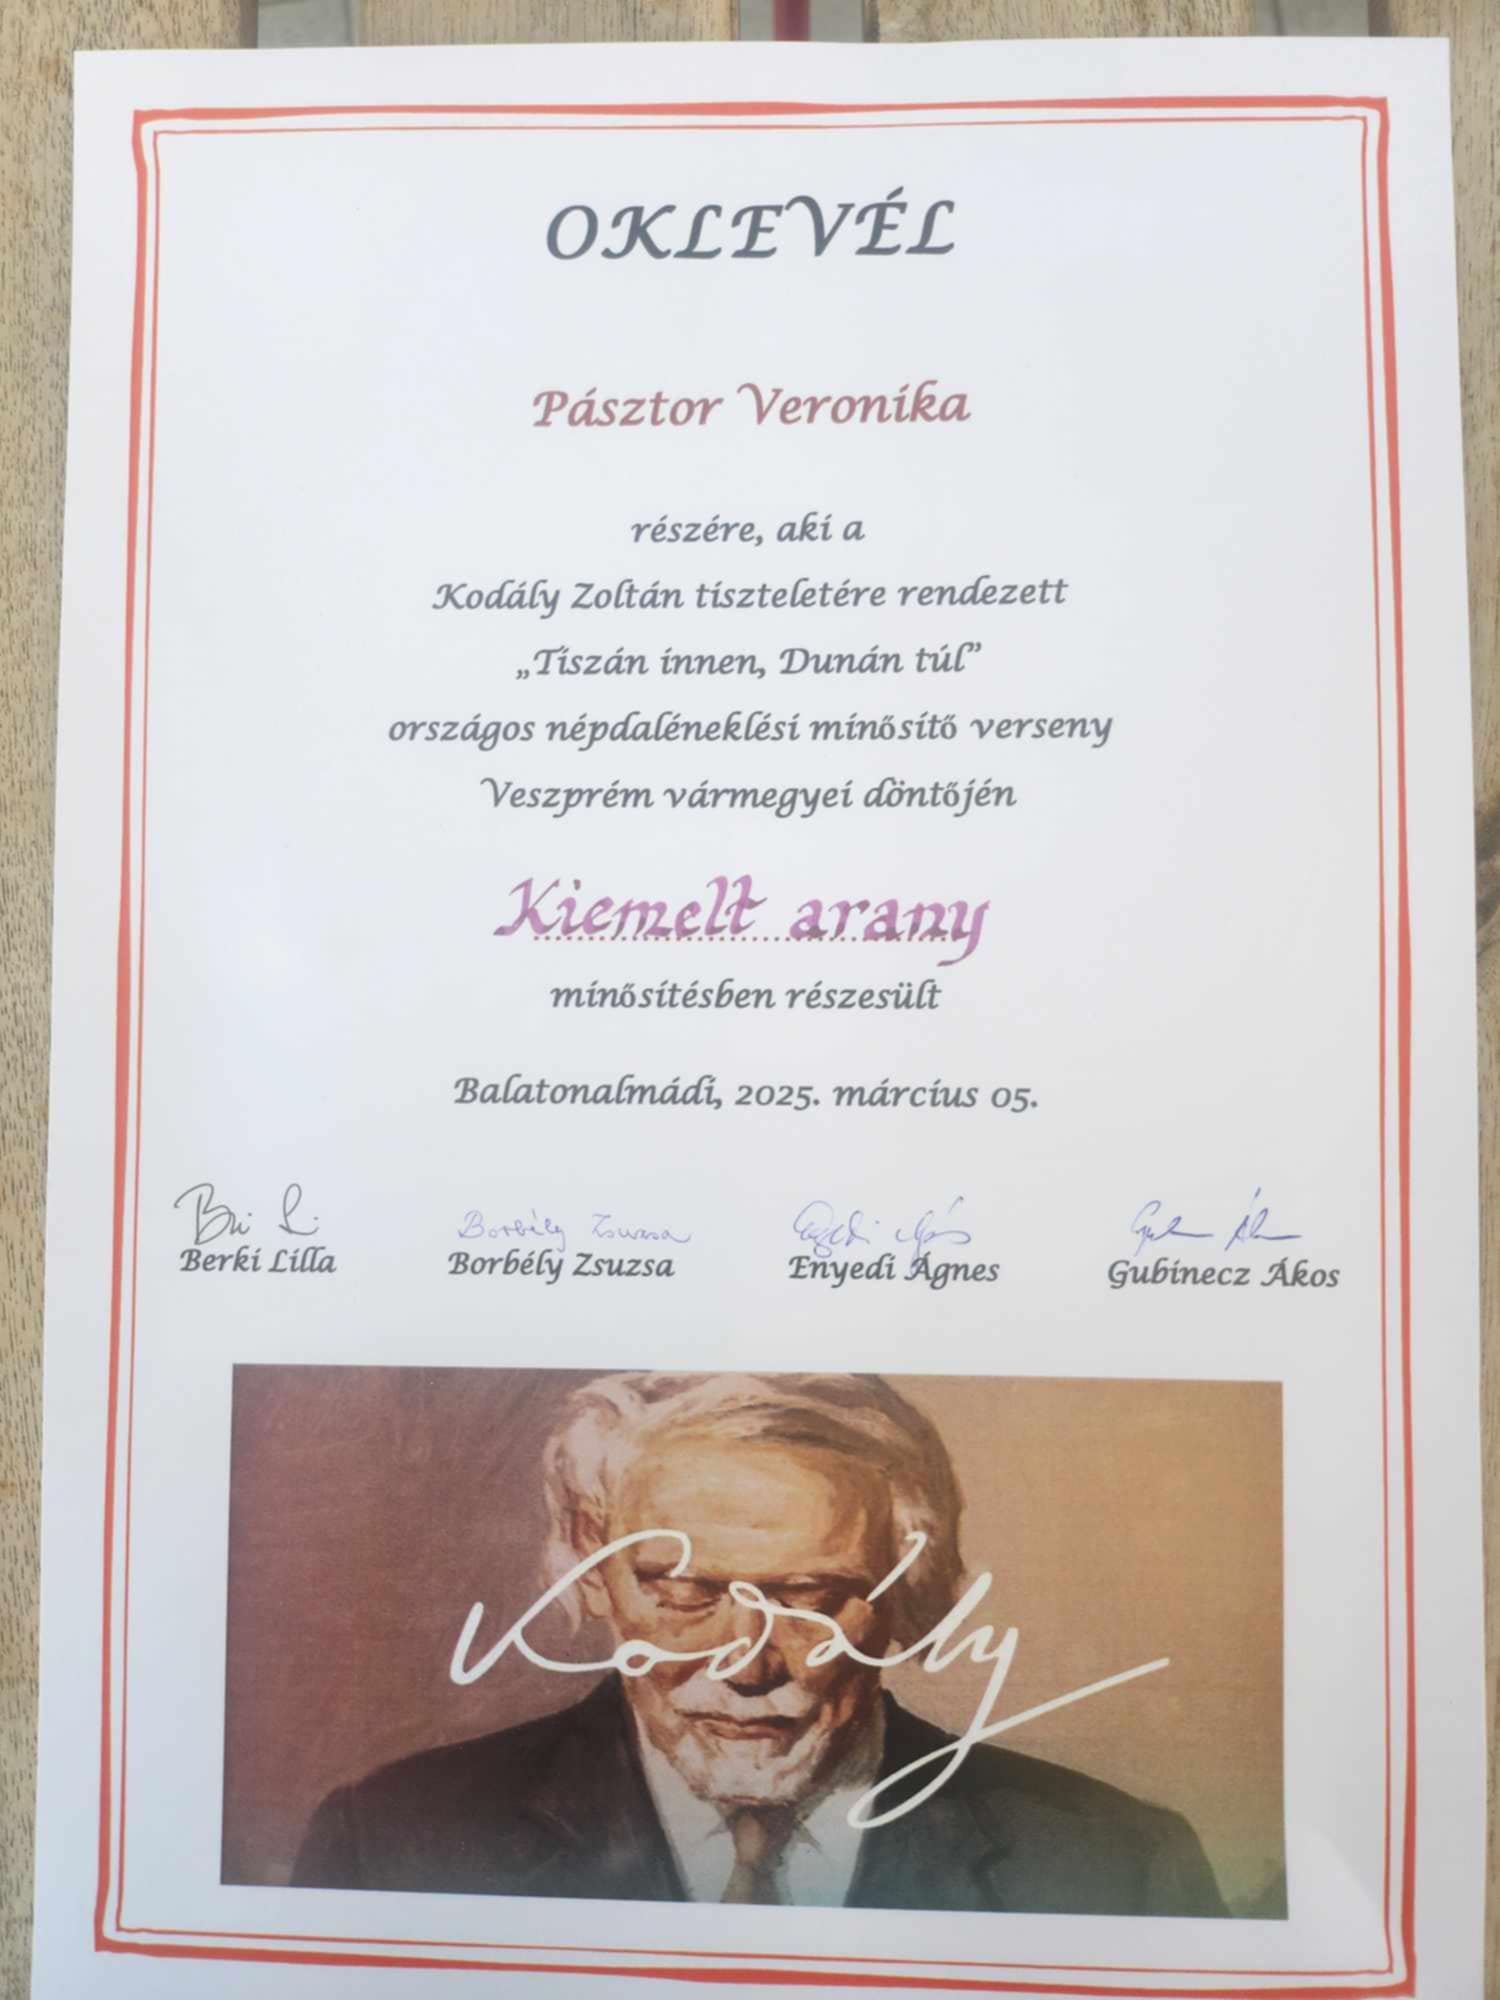 OKLEVÉL
Pásztor Veronika
részére, aki a
Kodály Zoltán tiszteletére rendezett
„Tiszán innen, Dunán túl”
országos népdaléneklési minősítő verseny
Veszprém vármegyei döntőjén
Kiemelt arany
minősítésben részesült
Balatonalmádi, 2025. március 05.
Borbély Zsuzsa
Berki Lilla Borbély Zsuzsa Enyedi Ágnes Gubinecz Ákos
Kodály